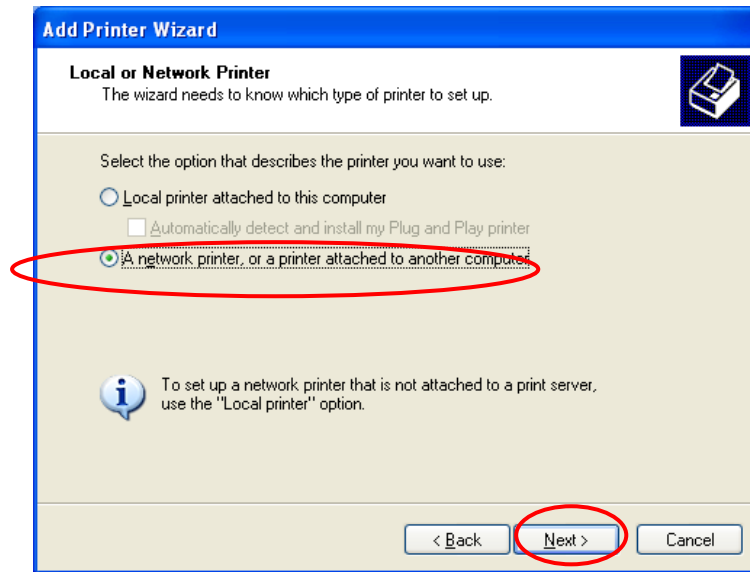 Add Printer Wizard
Local or Network Printer
The wizard needs to know which type of printer to set up.
Select the option that describes the printer you want to use:
Local printer attached to this computer
Automatically detect and install my Plug and Play printer
A network printer, or a printer attached to another computer
To set up a network printer that is not attached to a print server,
use the "Local printer" option.
< Back
Next >
Cancel